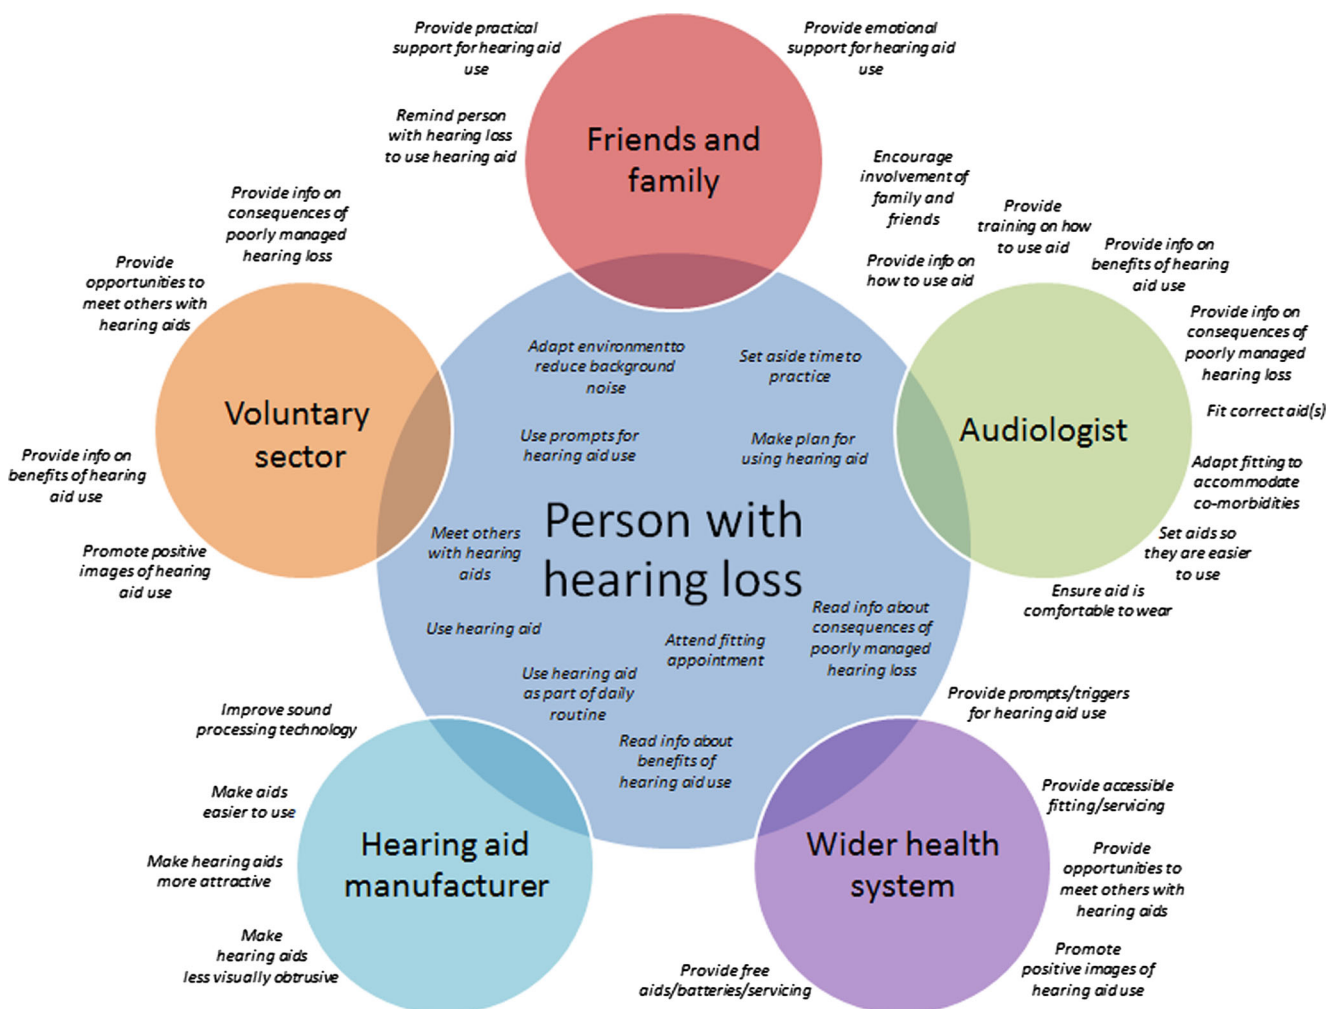 Provide practical
support for hearing aid
use
Provide emotional
support for hearing aid
use
Remind person
with hearing loss
to use hearing aid
Friends and
family
Encourage
involvement of
family and
friends
Provide
training on how
to use aid
Provide info on
how to use aid
Provide info on
benefits of hearing
aid use
Provide info on
consequences of
poorly managed
hearing loss
Fit correct aid(s)
Audiologist
Adapt fitting to
accommodate
co-morbidities
Set aids so
they are easier
to use
Ensure aid is
comfortable to wear
Provide info on
consequences of
poorly managed
hearing loss
Provide
opportunities to
meet others with
hearing aids
Voluntary
sector
Provide info on
benefits of hearing
aid use
Promote positive
images of hearing
aid use
Adapt environment to
reduce background
noise
Set aside time to
practice
Use prompts for
hearing aid use
Make plan for
using hearing aid
Person with
hearing loss
Meet others
with hearing
aids
Use hearing aid
Attend fitting
appointment
Read info about
consequences of
poorly managed
hearing loss
Use hearing aid
as part of daily
routine
Read info about
benefits of
hearing aid use
Improve sound
processing technology
Make aids
easier to use
Make hearing aids
more attractive
Make
hearing aids
less visually obtrusive
Hearing aid
manufacturer
Provide prompts/triggers
for hearing aid use
Provide accessible
fitting/servicing
Wider health
system
Provide
opportunities to
meet others with
hearing aids
Promote
positive images of
hearing aid use
Provide free
aids/batteries/servicing